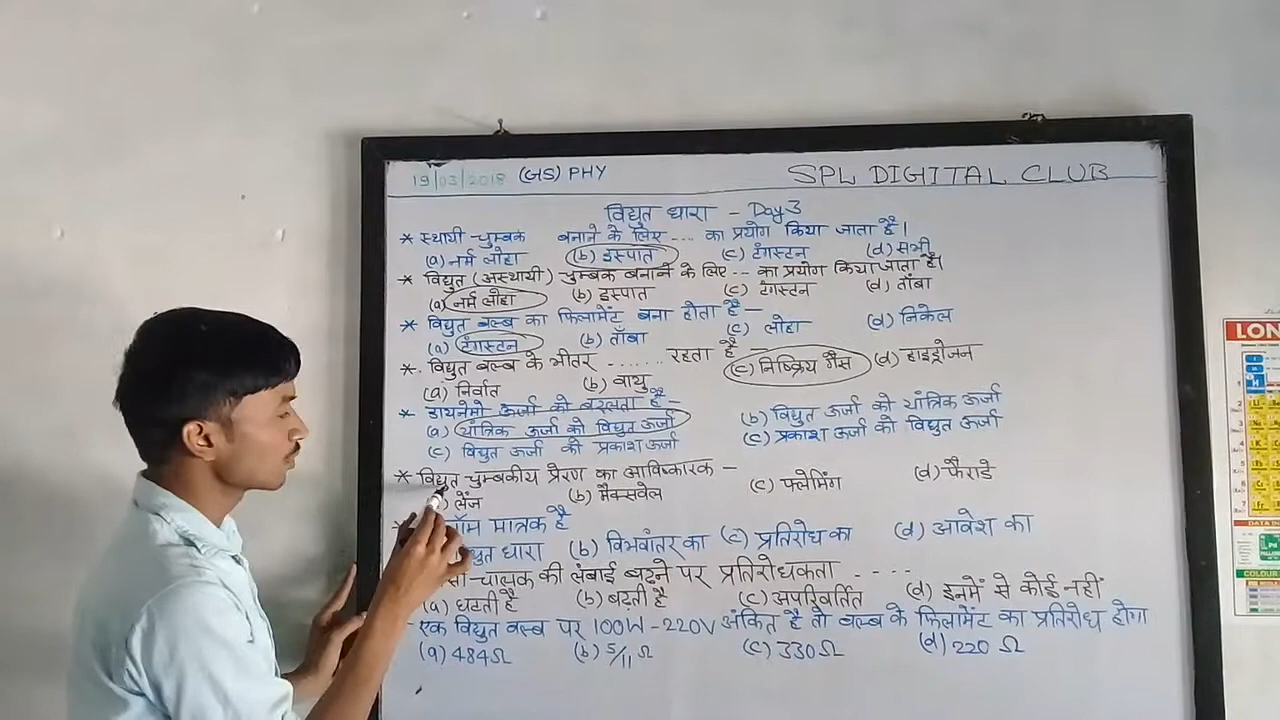 19/03/2018 (GS) PHY SPL DIGITAL CLUB
विद्युत धारा - Day 3
* स्थायी चुम्बक बनाने के लिए .... का प्रयोग किया जाता है।
(a) नर्म लोहा (b) इस्पात (c) टंगस्टन (d) सभी
* विद्युत (अस्थायी) चुम्बक बनाने के लिए -- का प्रयोग किया जाता है।
(a) नर्म लोहा (b) इस्पात (c) टंगस्टन (d) ताँबा
* विद्युत बल्ब का फिलामेंट बना होता है -
(a) टंगस्टन (b) ताँबा (c) लोहा (d) निकेल
* विद्युत बल्ब के भीतर ....... रहता है -
(a) निर्वात (b) वायु (c) निष्क्रिय गैस (d) हाइड्रोजन
* डायनेमो ऊर्जा को बदलता है -
(a) यांत्रिक ऊर्जा को विद्युत ऊर्जा (b) विद्युत ऊर्जा को यांत्रिक ऊर्जा
(c) विद्युत ऊर्जा को प्रकाश ऊर्जा (c) प्रकाश ऊर्जा को विद्युत ऊर्जा
* विद्युत चुम्बकीय प्रेरण का आविष्कारक -
लेंज (b) मैक्सवेल (c) फ्लेमिंग (d) फैराडे
मात्रक है
धारा (b) विभवांतर का (c) प्रतिरोध का (d) आवेश का
चालक की लंबाई बढ़ने पर प्रतिरोधकता - - - -
(a) घटती है (b) बढ़ती है (c) अपरिवर्तित (d) इनमें से कोई नहीं
एक विद्युत बल्ब पर 100W - 220V अंकित है तो बल्ब के फिलामेंट का प्रतिरोध होगा
(a) 484Ω (b) 5/11 Ω (c) 330Ω (d) 220 Ω
LON